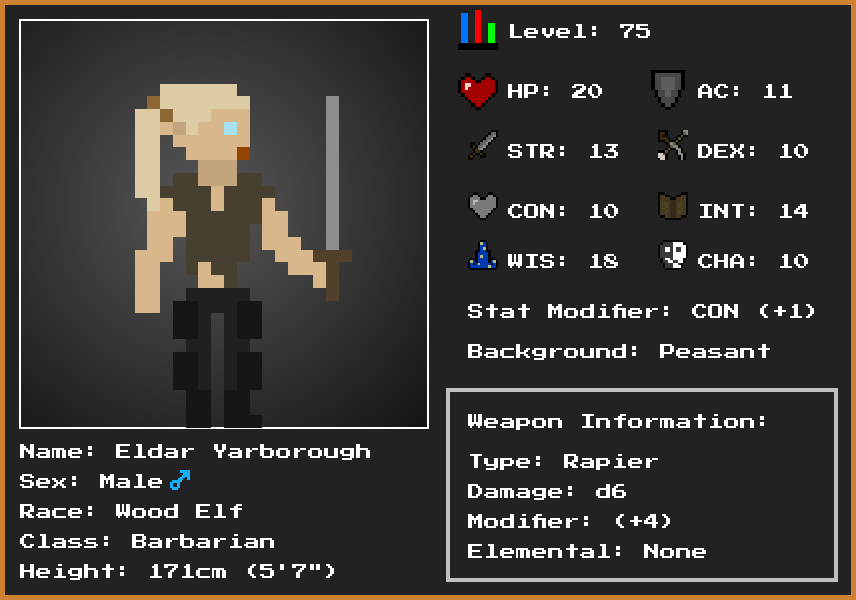 Level: 75
HP: 20
AC: 11
STR: 13
DEX: 10
CON: 10
INT: 14
WIS: 18
CHA: 10
Stat Modifier: CON (+1)
Background: Peasant
Weapon Information:
Type: Rapier
Damage: d6
Modifier: (+4)
Elemental: None
Name: Eldar Yarborough
Sex: Male♂
Race: Wood Elf
Class: Barbarian
Height: 171cm (5'7")